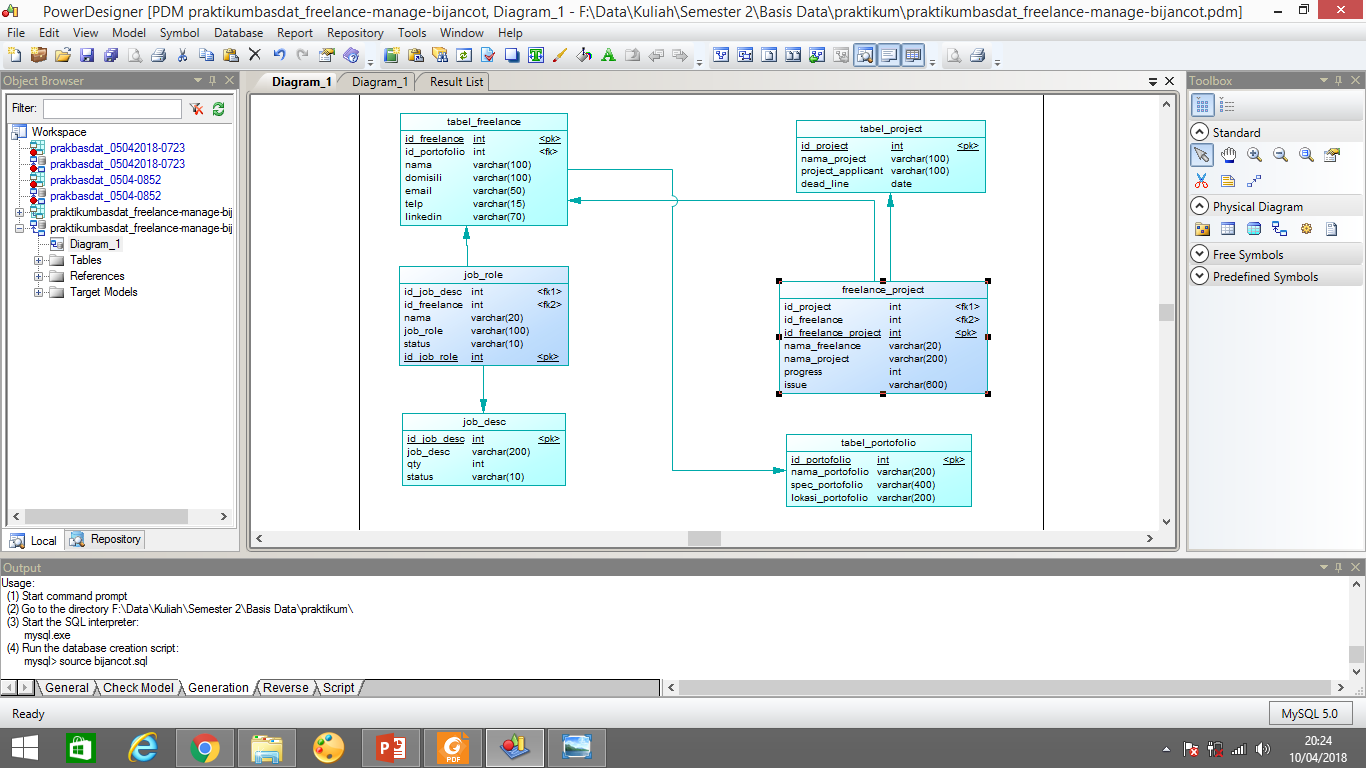 PowerDesigner [PDM praktikumbasdat_freelance-manage-bijancot, Diagram_1 - F:\Data\Kuliah\Semester 2\Basis Data\praktikum\praktikumbasdat_freelance-manage-bijancot.pdm]
File Edit View Model Symbol Database Report Repository Tools Window Help
Object Browser
Filter:
Workspace
prakbasdat_05042018-0723
prakbasdat_05042018-0723
prakbasdat_0504-0852
prakbasdat_0504-0852
praktikumbasdat_freelance-manage-bij
praktikumbasdat_freelance-manage-bij
Diagram_1
Tables
References
Target Models
Local Repository
Diagram_1 Diagram_1 Result List
tabel_freelance
id_freelance int <pk>
id_portofolio int <fk>
nama varchar(100)
domisili varchar(100)
email varchar(50)
telp varchar(15)
linkedin varchar(70)
tabel_project
id_project int <pk>
nama_project varchar(100)
project_applicant varchar(100)
dead_line date
job_role
id_job_desc int <fk1>
id_freelance int <fk2>
nama varchar(20)
job_role varchar(100)
status varchar(10)
id_job_role int <pk>
freelance_project
id_project int <fk1>
id_freelance int <fk2>
id_freelance_project int <pk>
nama_freelance varchar(20)
nama_project varchar(200)
progress int
issue varchar(600)
job_desc
id_job_desc int <pk>
job_desc varchar(200)
qty int
status varchar(10)
tabel_portofolio
id_portofolio int <pk>
nama_portofolio varchar(200)
spec_portofolio varchar(400)
lokasi_portofolio varchar(200)
Toolbox
Standard
Physical Diagram
Free Symbols
Predefined Symbols
Output
Usage:
(1) Start command prompt
(2) Go to the directory F:\Data\Kuliah\Semester 2\Basis Data\praktikum\
(3) Start the SQL interpreter:
mysql.exe
(4) Run the database creation script:
mysql> source bijancot.sql
General Check Model Generation Reverse Script
Ready
MySQL 5.0
PDF
20:24
10/04/2018